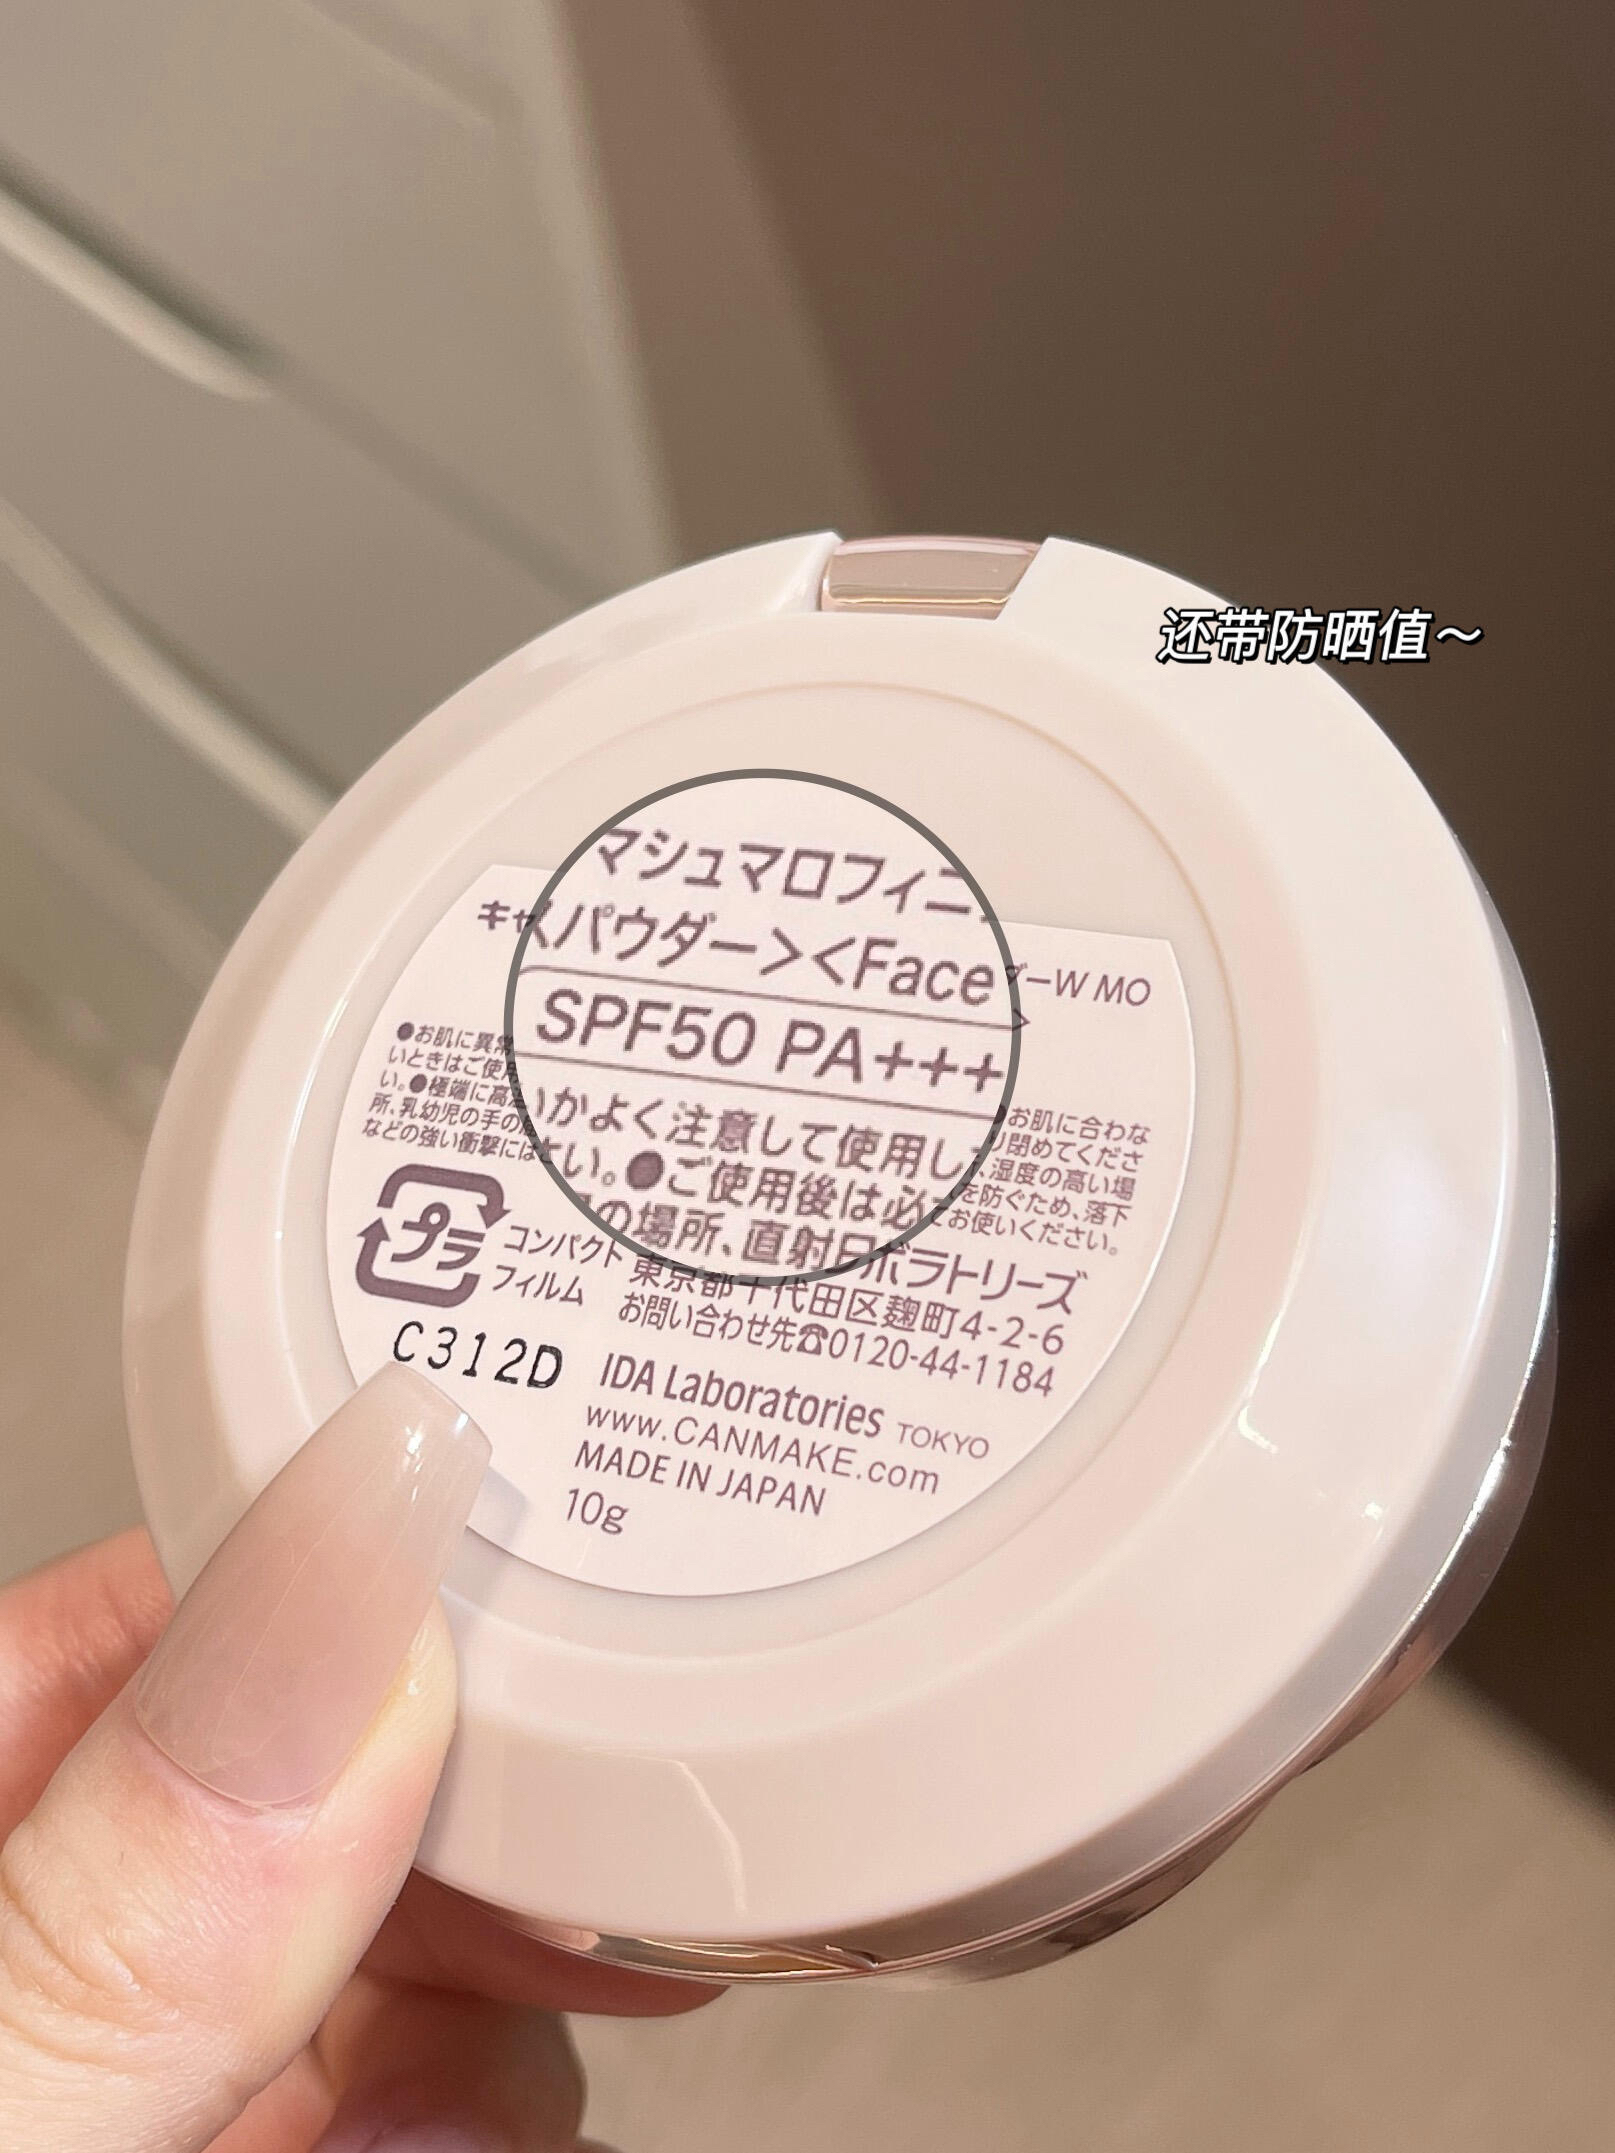 还带防晒值～
マシュマロフィニ
キャ
パウダー＞＜Face
ダーW MO
SPF50 PA+++
●お肌に異常
いときはご使用
い。●極端に高
所、乳幼児の手の
などの強い衝撃には
かよく注意して使用し
い。●ご使用後は必
の場所、直射日
お肌に合わな
り閉めてくださ
、湿度の高い場
を防ぐため、落下
てお使いください。
プラ
コンパクト
フィルム
ボラトリーズ
東京都千代田区麹町4-2-6
お問い合わせ先☎0120-44-1184
C312D
IDA Laboratories TOKYO
www.CANMAKE.com
MADE IN JAPAN
10g